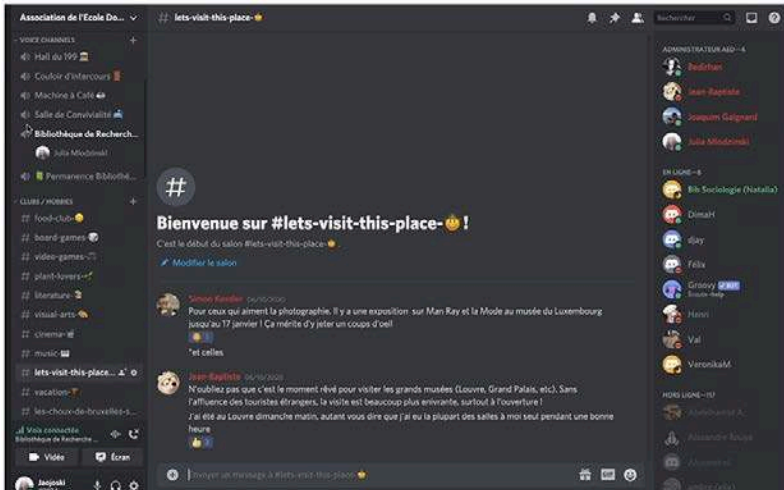 Association de l'Ecole Do...
# lets-visit-this-place-
Rechercher
VOICE CHANNELS
Hall du 199
Couloir d'intercours
Machine à Café
Salle de Convivialité
Bibliothèque de Recherch...
Julia Mlodzinski
Permanence Bibliothé...
CLUBS / HOBBIES
# food-club-
# board-games-
# video-games-
# plant-lovers-
# literature-
# visual-arts-
# cinema-
# music-
# lets-visit-this-place...
# vacation-
# les-choux-de-bruxelles-s...
Voix connectée
Bibliothèque de Recherche ...
Vidéo
Écran
Jaojoski
#
Bienvenue sur #lets-visit-this-place- !
C'est le début du salon #lets-visit-this-place- .
Modifier le salon
Simon 06/10/2020
Pour ceux qui aiment la photographie. Il y a une exposition sur Man Ray et la Mode au musée du Luxembourg
jusqu'au 17 janvier ! Ça mérite d'y jeter un coups d'oeil
*et celles
Jean-Baptiste 06/10/2020
N'oubliez pas que c'est le moment rêvé pour visiter les grands musées (Louvre, Grand Palais, etc). Sans
l'affluence des touristes étrangers, la visite est beaucoup plus enivrante, surtout à l'ouverture !
J'ai été au Louvre dimanche matin, autant vous dire que j'ai eu la plupart des salles à moi seul pendant une bonne
heure
3
Envoyer un message à #lets-visit-this-place-
GIF
ADMINISTRATEUR AED—4
Bedirhan
Jean-Baptiste
Joaquim Gaignard
Julia Mlodzinski
EN LIGNE—8
Bib Sociologie (Natalia)
DimaH
djay
Félix
Groovy BOT
Écoute -help
Henri
Val
VeronikaM
HORS LIGNE—117
Abdelhamid A.